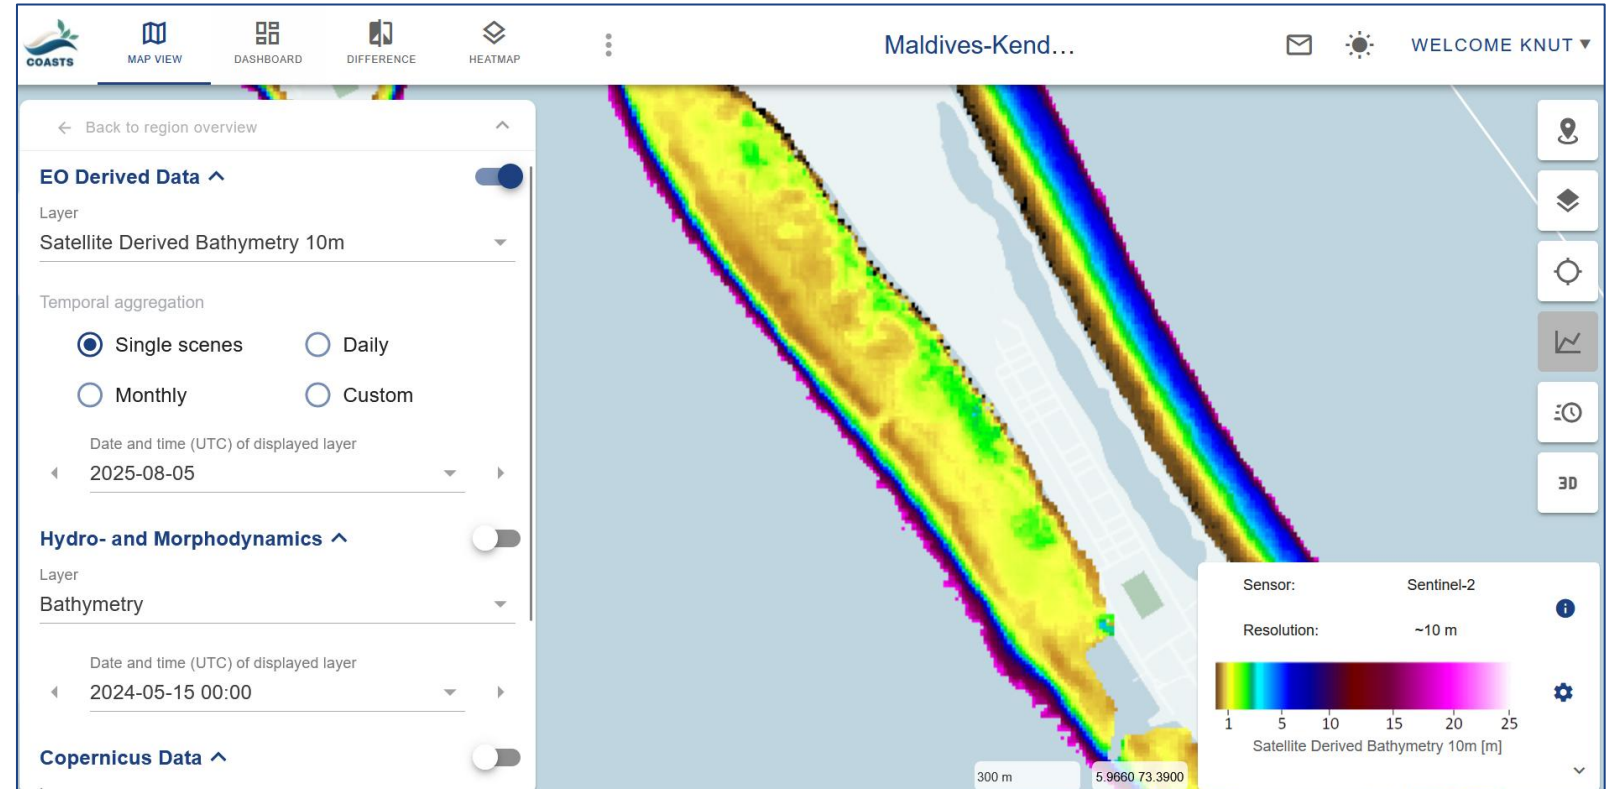 COASTS
MAP VIEW
DASHBOARD
DIFFERENCE
HEATMAP
Maldives-Kend...
WELCOME KNUT
Back to region overview
EO Derived Data
Layer
Satellite Derived Bathymetry 10m
Temporal aggregation
Single scenes
Daily
Monthly
Custom
Date and time (UTC) of displayed layer
2025-08-05
Hydro- and Morphodynamics
Layer
Bathymetry
Date and time (UTC) of displayed layer
2024-05-15 00:00
Copernicus Data
3D
Sensor: Sentinel-2
Resolution: ~10 m
1 5 10 15 20 25
Satellite Derived Bathymetry 10m [m]
300 m
5.9660 73.3900